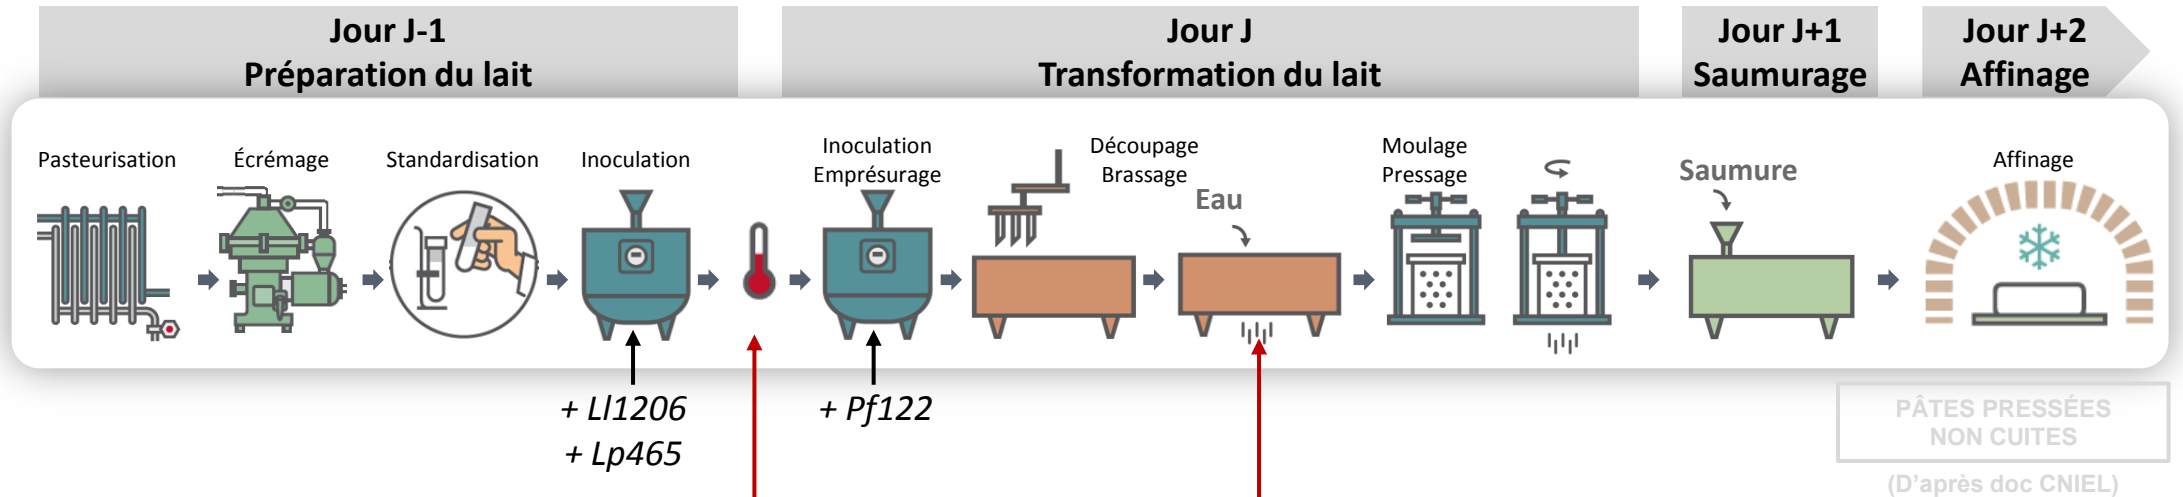 Jour J-1
Préparation du lait
Jour J
Transformation du lait
Jour J+1
Saumurage
Jour J+2
Affinage
Pasteurisation
Écrémage
Standardisation
Inoculation
Inoculation
Emprésurage
Découpage
Brassage
Eau
Moulage
Pressage
Saumure
Affinage
+ Ll1206
+ Lp465
+ Pf122
PÂTES PRESSÉES
NON CUITES
(D'après doc CNIEL)